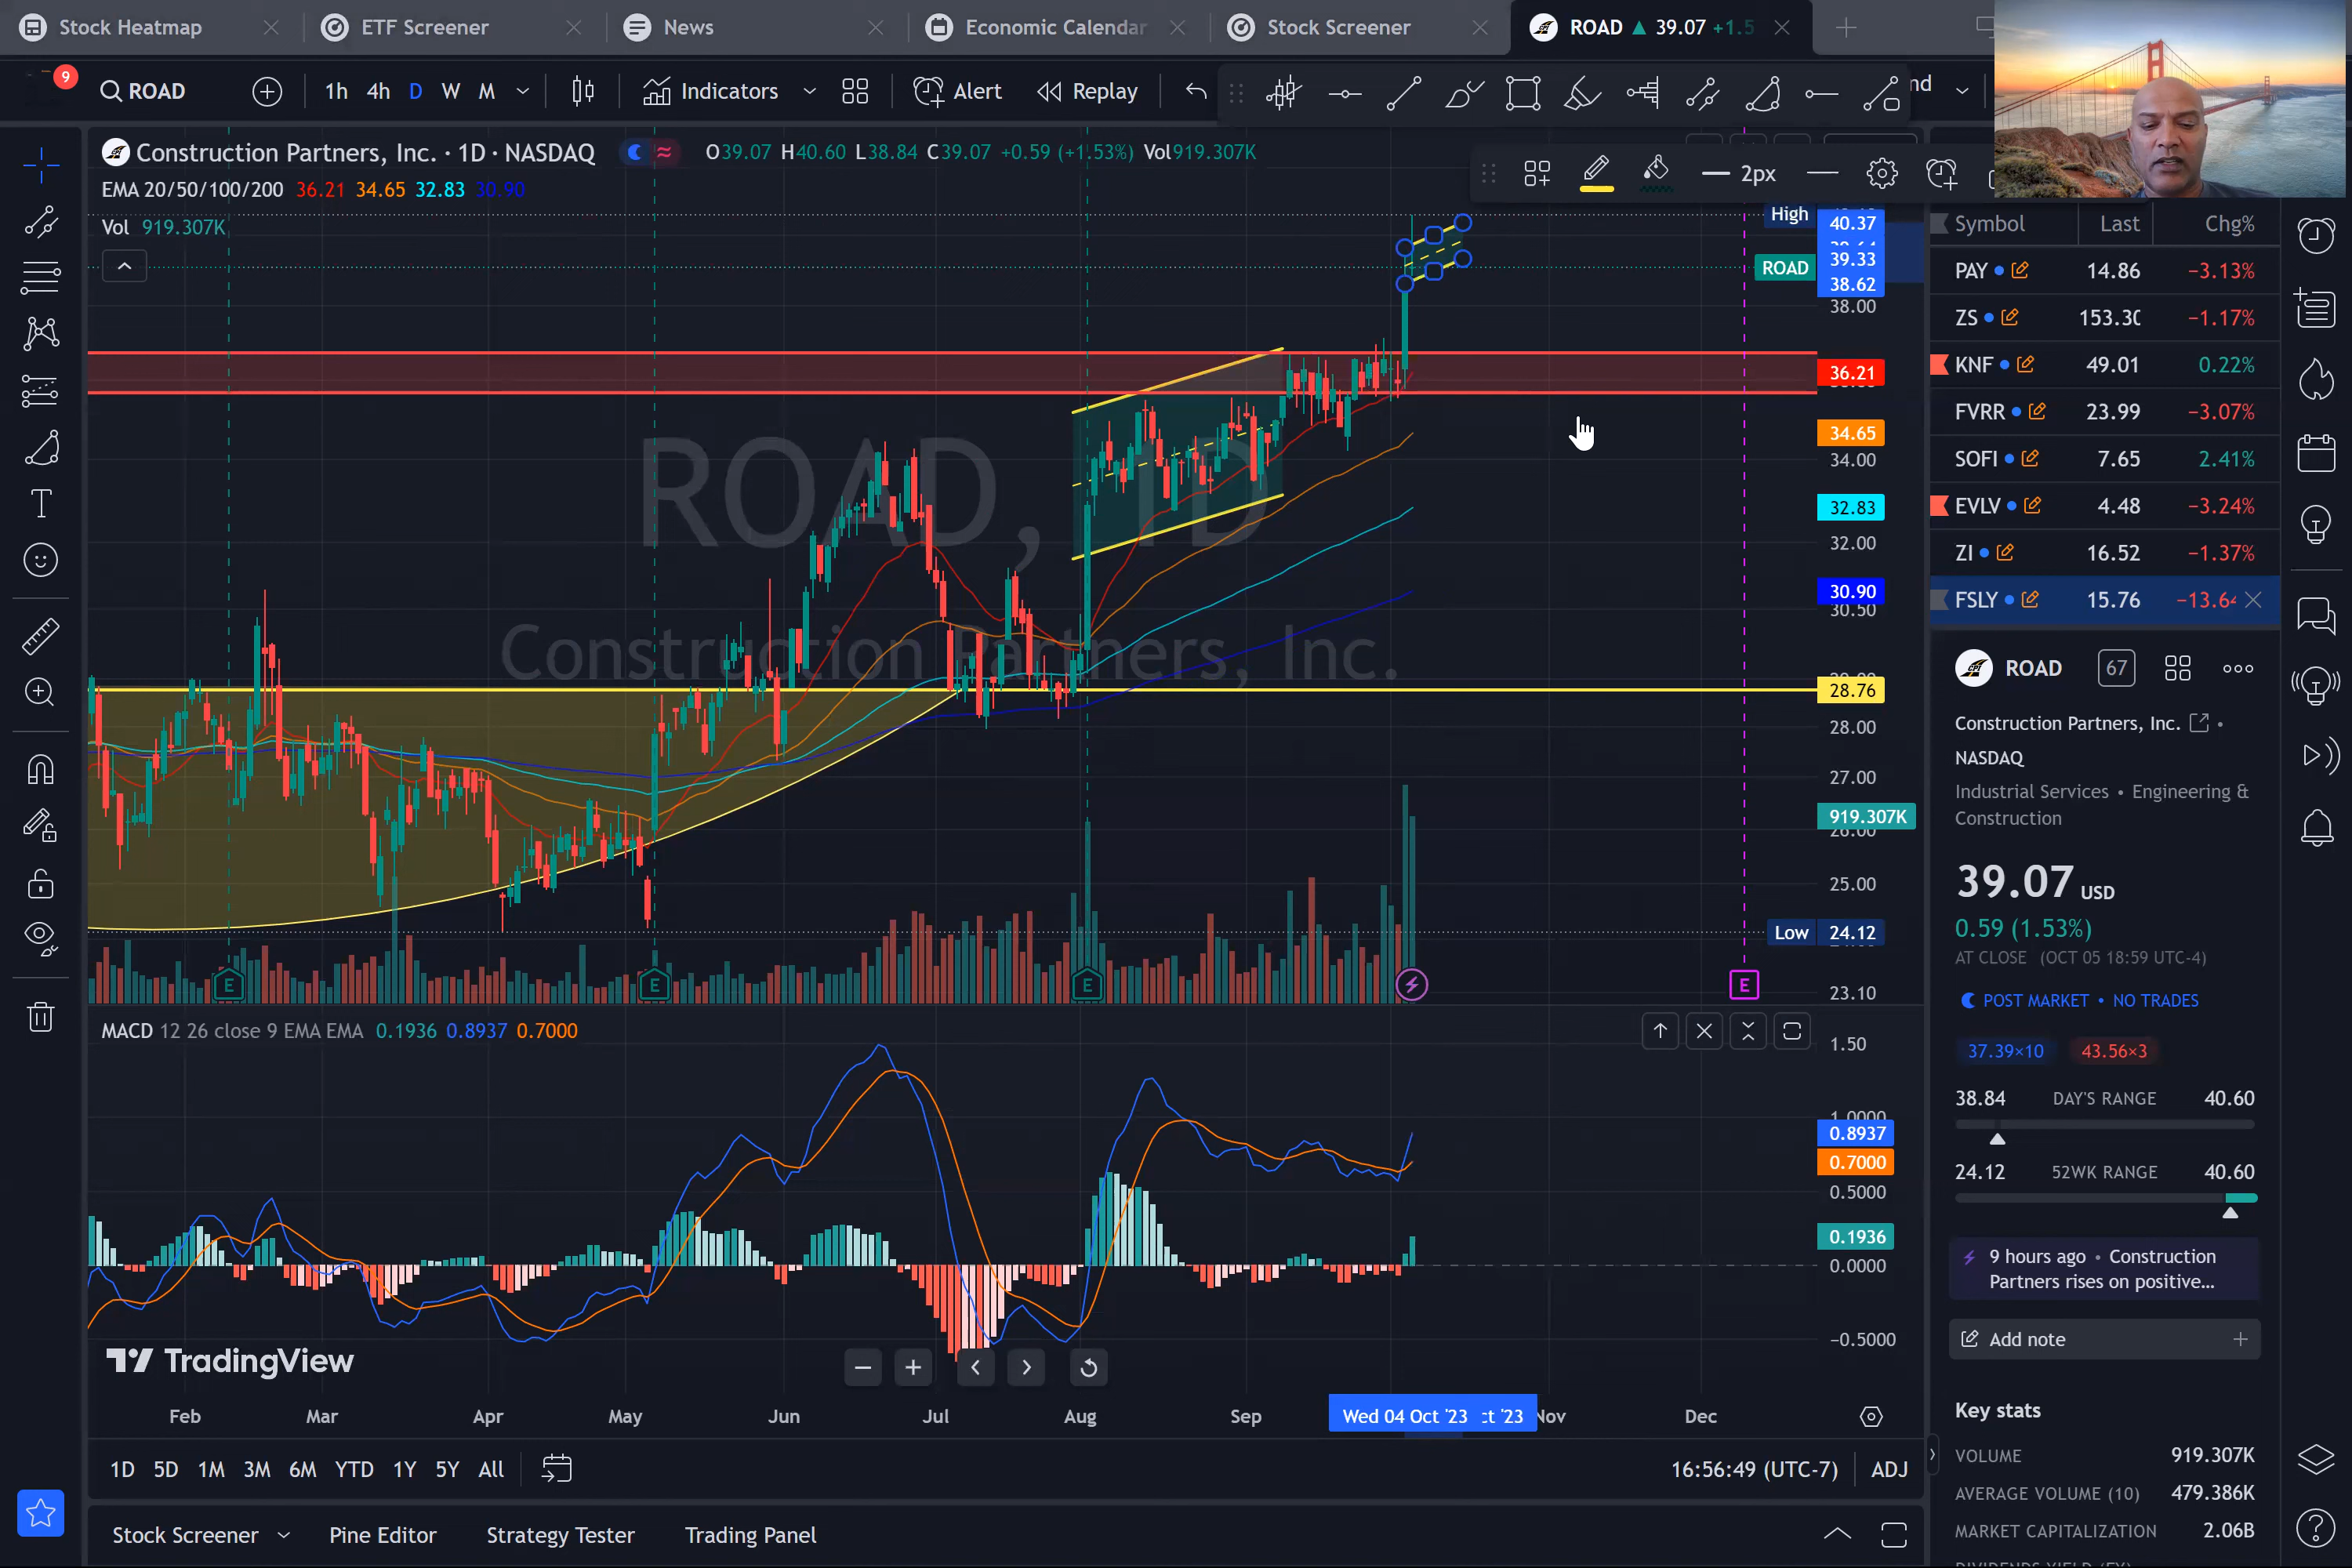 Stock Heatmap
ETF Screener
News
Economic Calendar
Stock Screener
ROAD ▲ 39.07 +1.5
9
ROAD
1h 4h D W M
Indicators
Alert
Replay
nd
Construction Partners, Inc. · 1D · NASDAQ
O39.07 H40.60 L38.84 C39.07 +0.59 (+1.53%) Vol919.307K
EMA 20/50/100/200 36.21 34.65 32.83 30.90
Vol 919.307K
2px
ROAD, 1D
Construction Partners, Inc.
High 40.37
39.33
ROAD
38.62
38.00
36.21
34.65
34.00
32.83
32.00
30.90
30.50
28.76
28.00
27.00
919.307K
26.00
25.00
Low 24.12
23.10
E E E E
MACD 12 26 close 9 EMA EMA 0.1936 0.8937 0.7000
1.50
1.0000
0.8937
0.7000
0.5000
0.1936
0.0000
−0.5000
TradingView
Feb Mar Apr May Jun Jul Aug Sep Wed 04 Oct '23 ct '23 Nov Dec
1D 5D 1M 3M 6M YTD 1Y 5Y All
16:56:49 (UTC-7) ADJ
Stock Screener Pine Editor Strategy Tester Trading Panel
Symbol Last Chg%
PAY 14.86 −3.13%
ZS 153.30 −1.17%
KNF 49.01 0.22%
FVRR 23.99 −3.07%
SOFI 7.65 2.41%
EVLV 4.48 −3.24%
ZI 16.52 −1.37%
FSLY 15.76 −13.64
ROAD 67
Construction Partners, Inc. •
NASDAQ
Industrial Services • Engineering &
Construction
39.07 USD
0.59 (1.53%)
AT CLOSE (OCT 05 18:59 UTC-4)
POST MARKET • NO TRADES
37.39×10 43.56×3
38.84 DAY'S RANGE 40.60
24.12 52WK RANGE 40.60
9 hours ago • Construction
Partners rises on positive...
Add note
Key stats
VOLUME 919.307K
AVERAGE VOLUME (10) 479.386K
MARKET CAPITALIZATION 2.06B